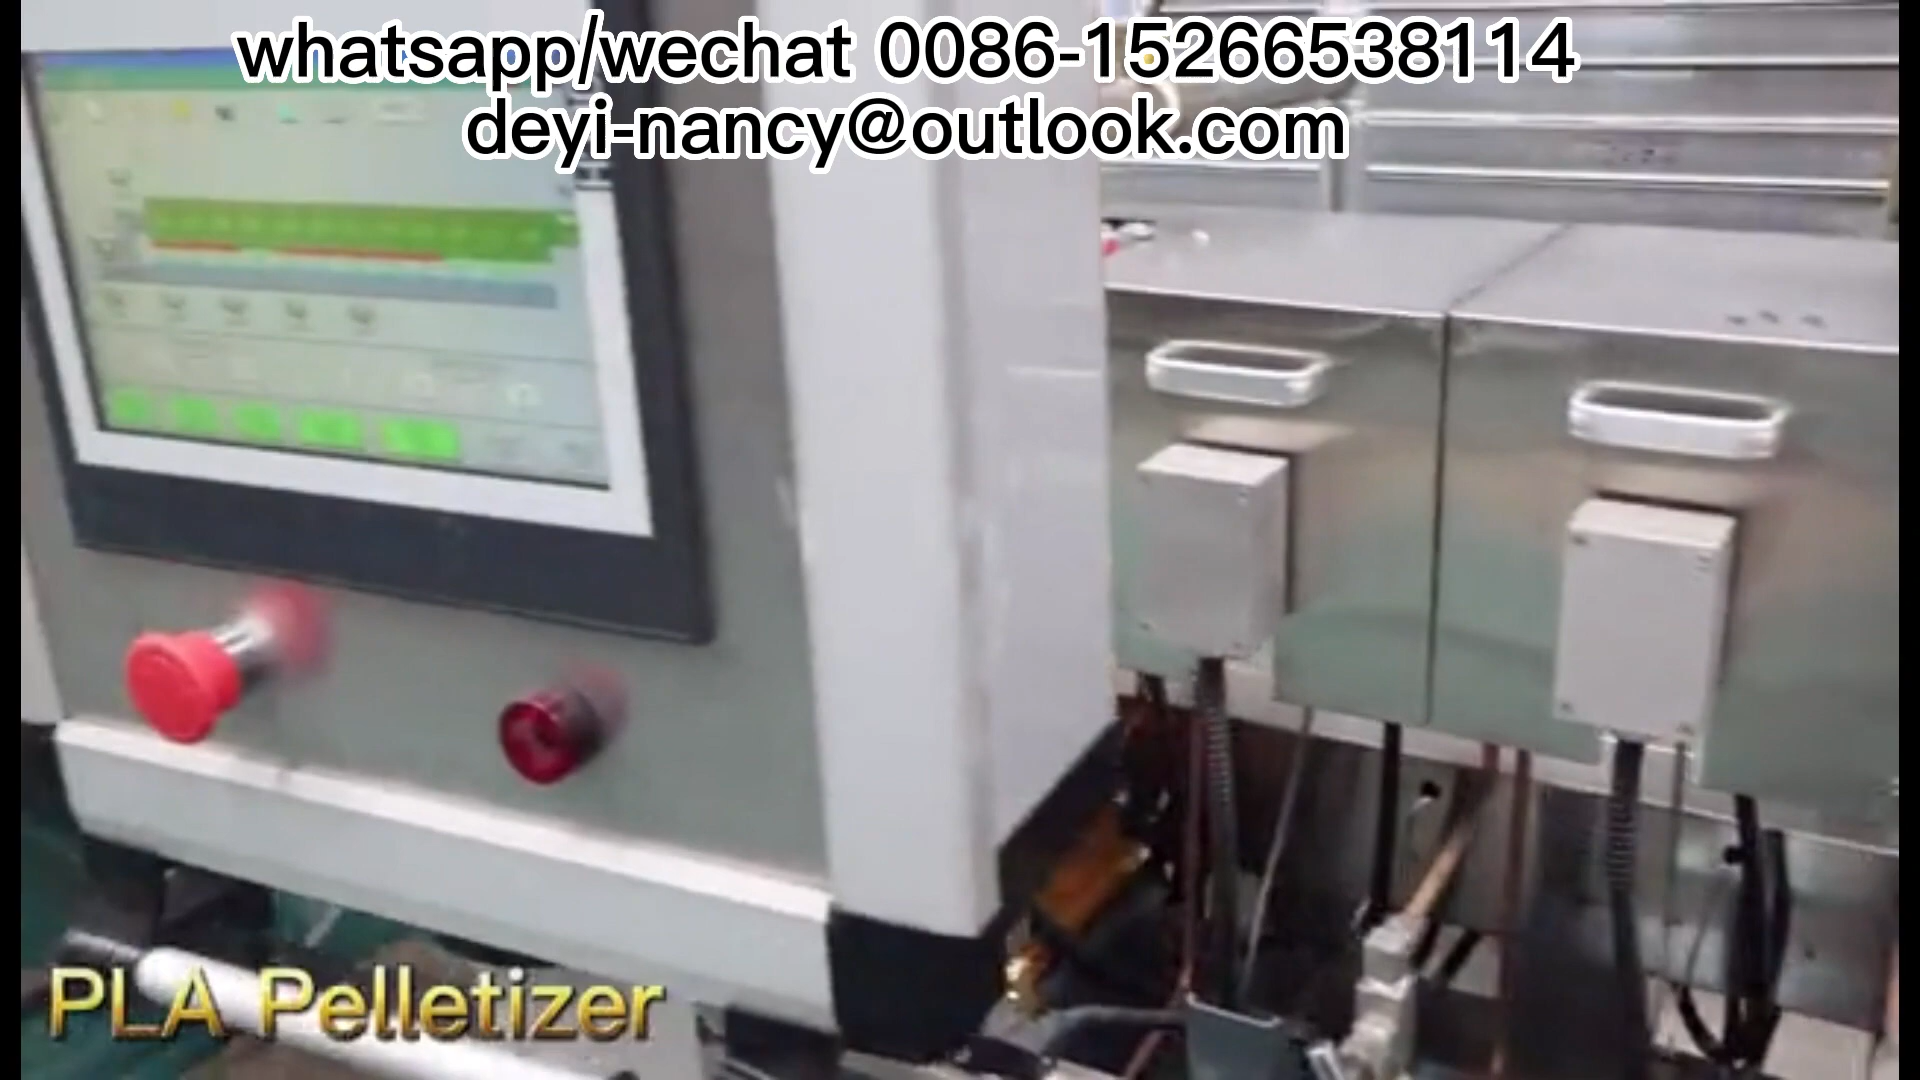 whatsapp/wechat 0086-15266538114
deyi-nancy@outlook.com
PLA Pelletizer